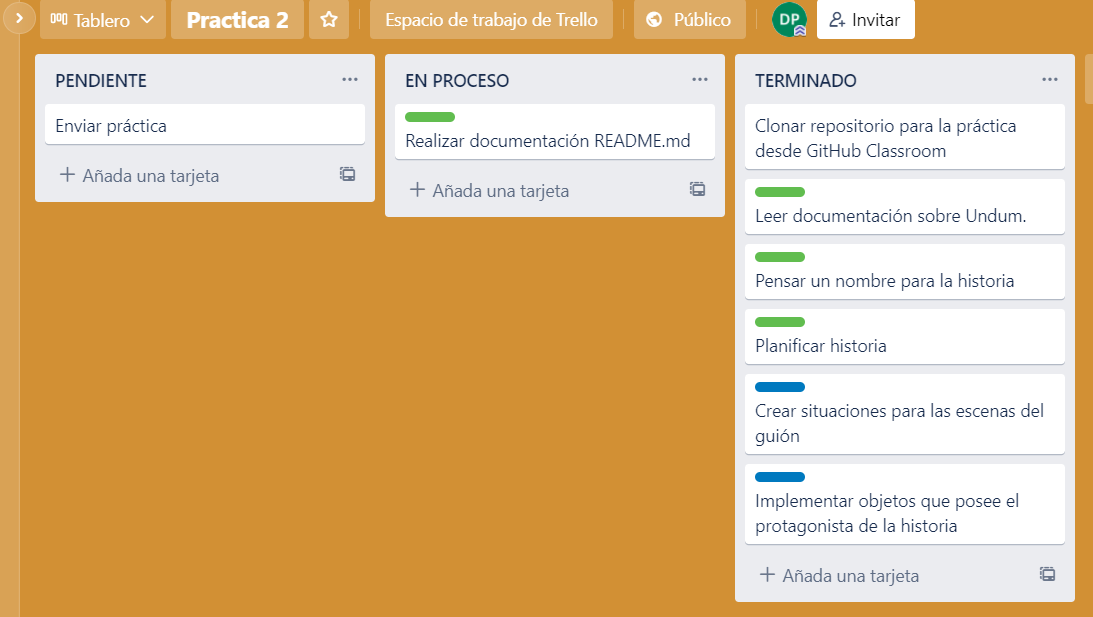 Tablero
Practica 2
Espacio de trabajo de Trello
Público
DP
Invitar
PENDIENTE
Enviar práctica
Añada una tarjeta
EN PROCESO
Realizar documentación README.md
Añada una tarjeta
TERMINADO
Clonar repositorio para la práctica
desde GitHub Classroom
Leer documentación sobre Undum.
Pensar un nombre para la historia
Planificar historia
Crear situaciones para las escenas del
guión
Implementar objetos que posee el
protagonista de la historia
Añada una tarjeta